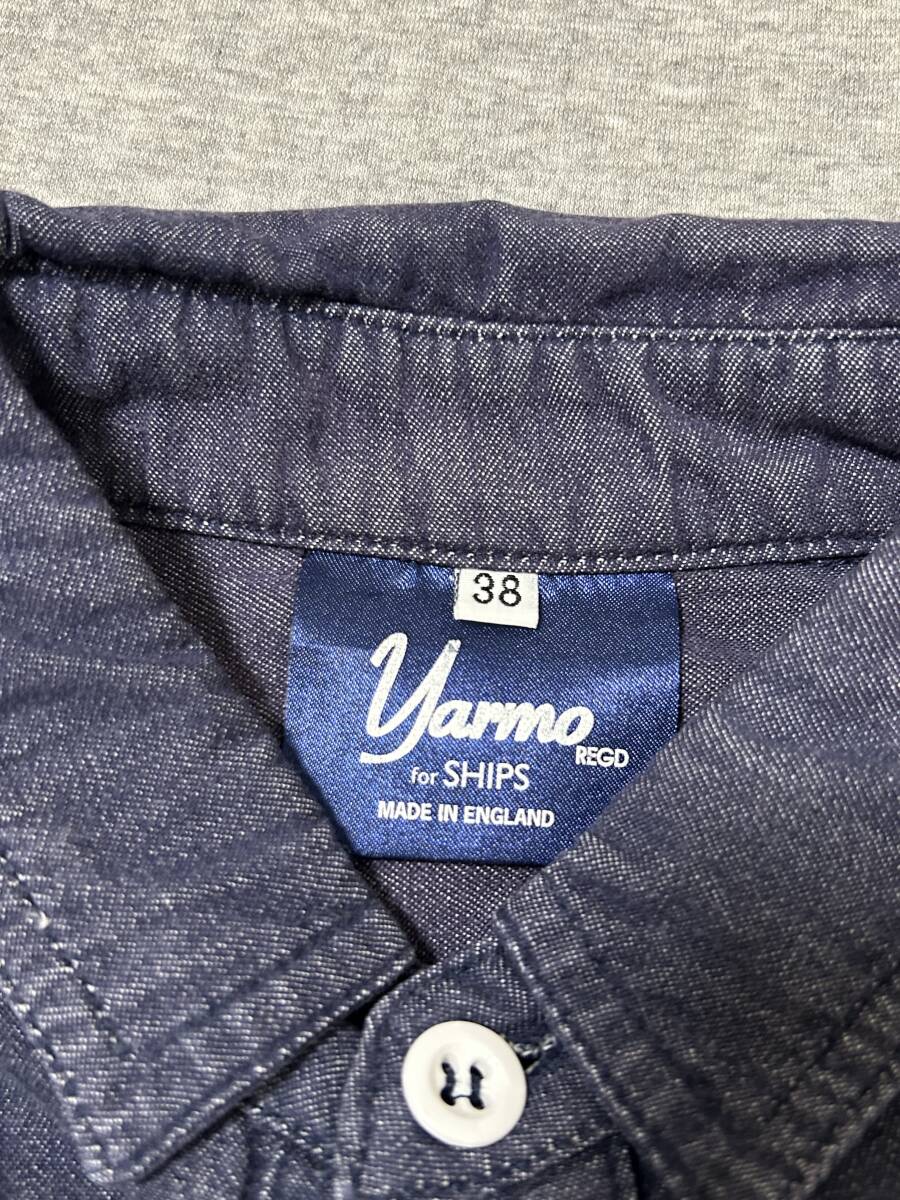 38
Yarmo
REGD
for SHIPS
MADE IN ENGLAND